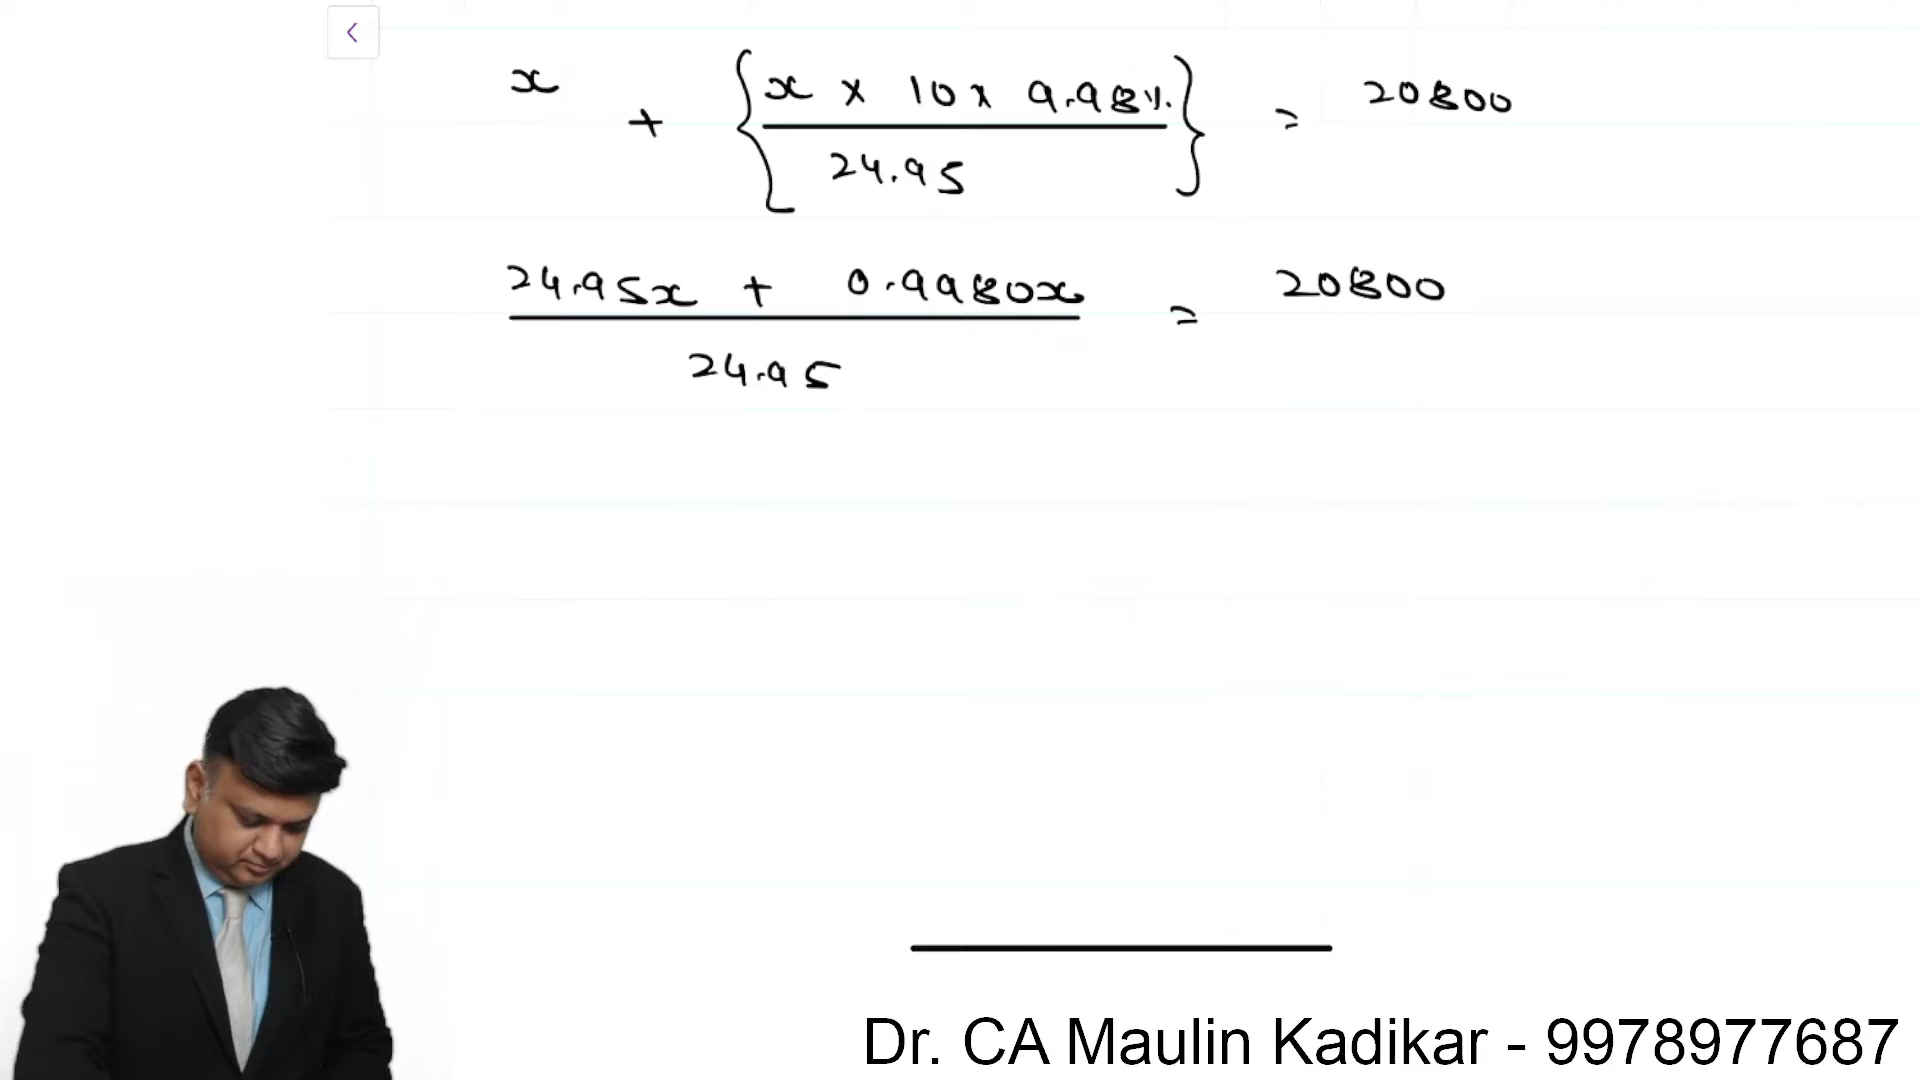 x + { x × 10 × 9.98% / 24.95 } = 20800
24.95x + 0.9980x / 24.95 = 20800
Dr. CA Maulin Kadikar - 9978977687